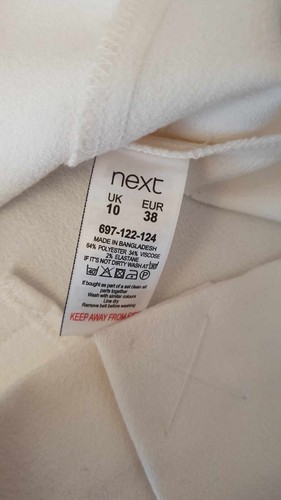 next
UK EUR
10 38
697-122-124
MADE IN BANGLADESH
64% POLYESTER 34% VISCOSE
2% ELASTANE
IF IT'S NOT DIRTY WASH AT
If bought as part of a set clean all
parts together
Wash with similar colours
Line dry
Remove belt before washing
KEEP AWAY FROM